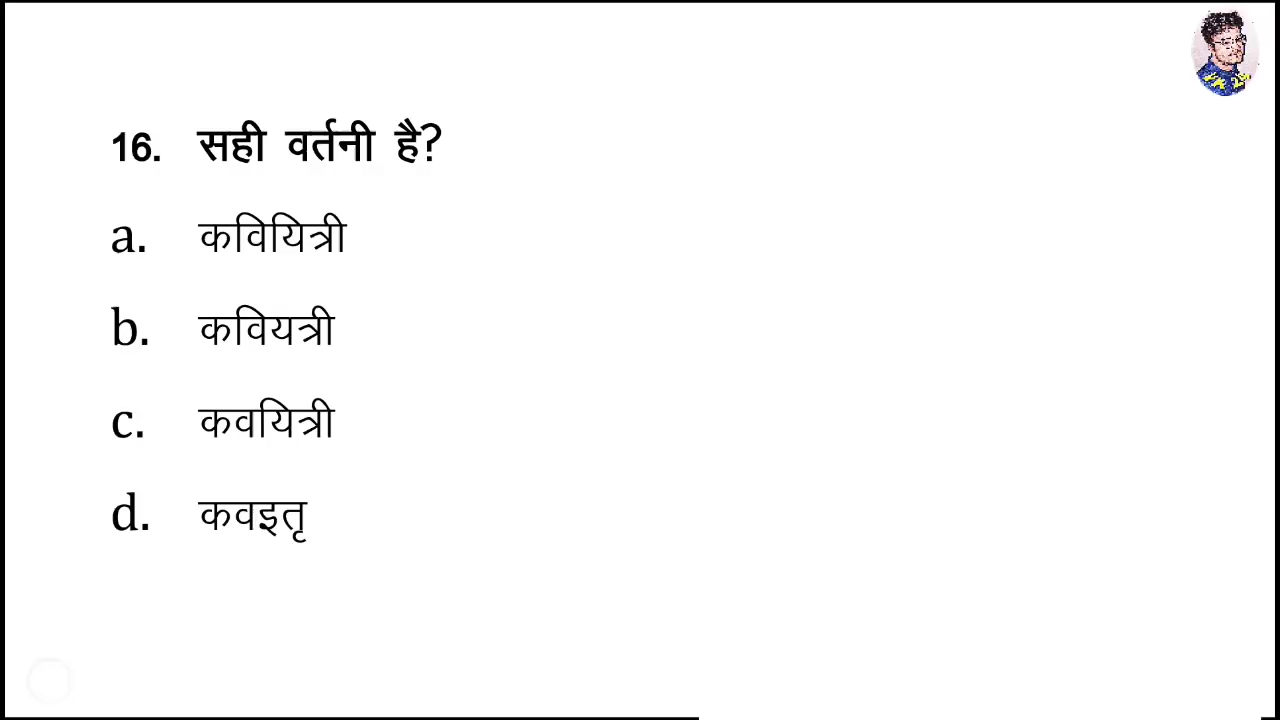 16. सही वर्तनी है?
a. कवियित्री
b. कवियत्री
c. कवयित्री
d. कवइतृ